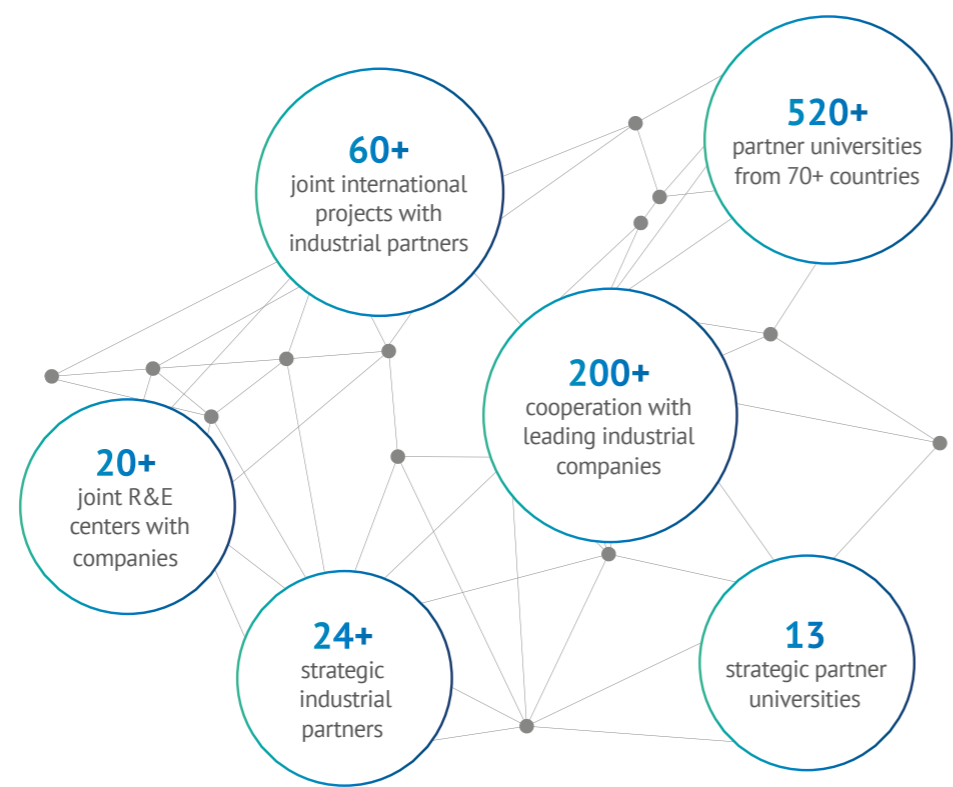 520+
partner universities
from 70+ countries
60+
joint international
projects with
industrial partners
200+
cooperation with
leading industrial
companies
20+
joint R&E
centers with
companies
24+
strategic
industrial
partners
13
strategic partner
universities